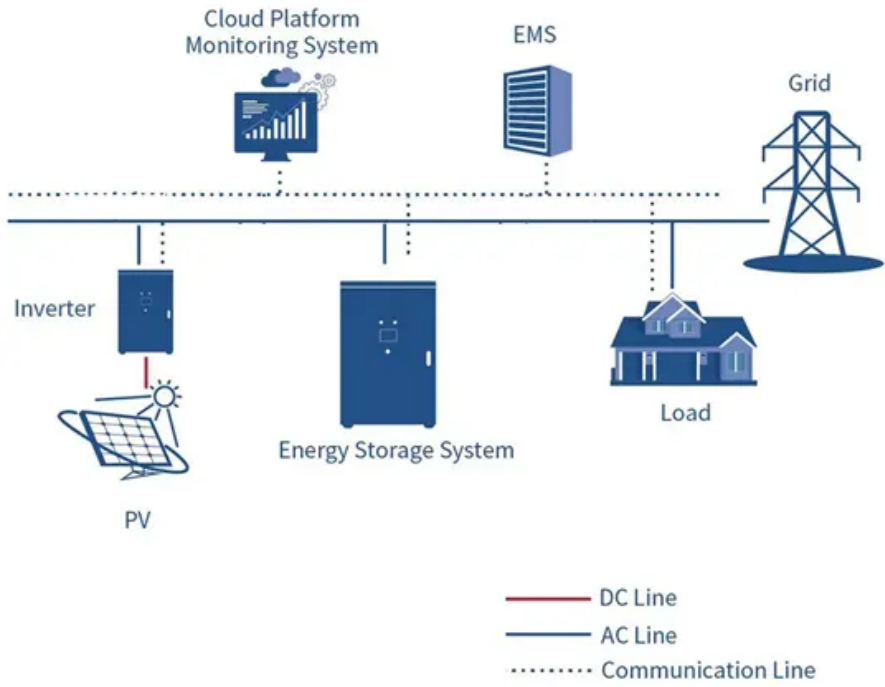 Cloud Platform
Monitoring System
EMS
Grid
Inverter
Load
Energy Storage System
PV
DC Line
AC Line
Communication Line